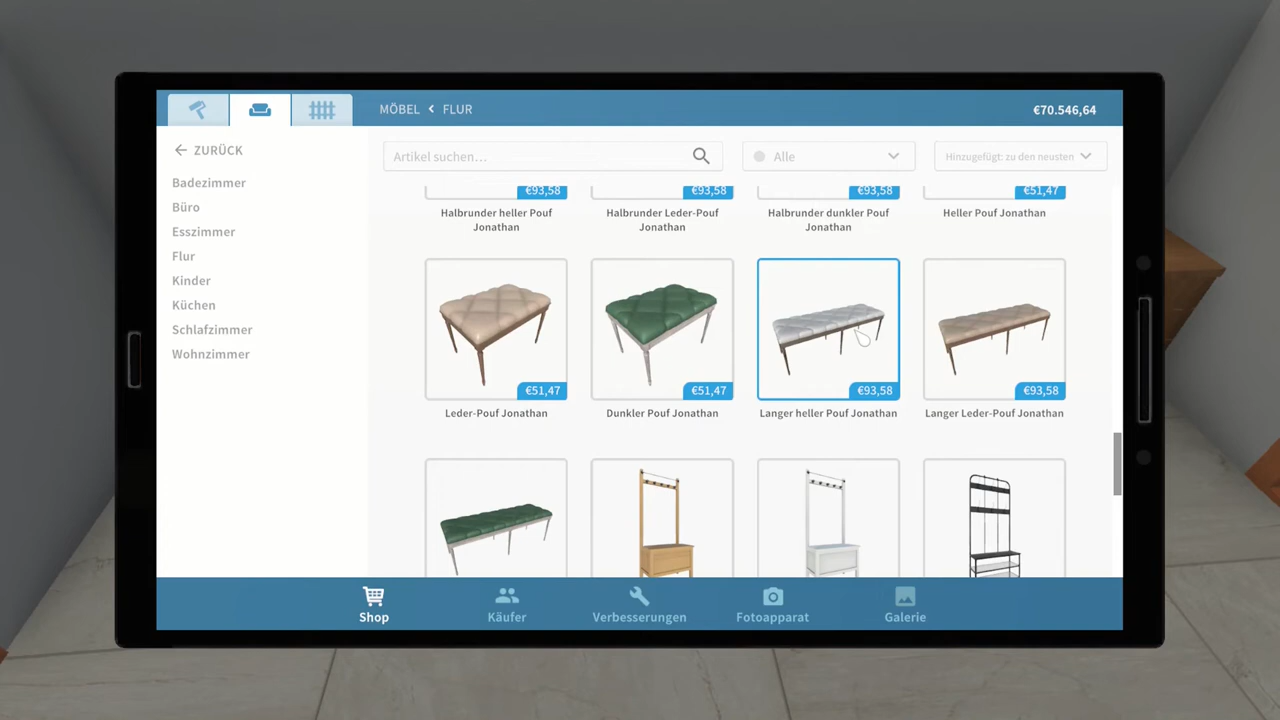 MÖBEL < FLUR
€70.546,64
ZURÜCK
Artikel suchen...
Alle
Hinzugefügt: zu den neusten
Badezimmer
Büro
Esszimmer
Flur
Kinder
Küchen
Schlafzimmer
Wohnzimmer
€93,58
€93,58
€93,58
€51,47
Halbrunder heller Pouf
Jonathan
Halbrunder Leder-Pouf
Jonathan
Halbrunder dunkler Pouf
Jonathan
Heller Pouf Jonathan
€51,47
€51,47
€93,58
€93,58
Leder-Pouf Jonathan
Dunkler Pouf Jonathan
Langer heller Pouf Jonathan
Langer Leder-Pouf Jonathan
Shop
Käufer
Verbesserungen
Fotoapparat
Galerie